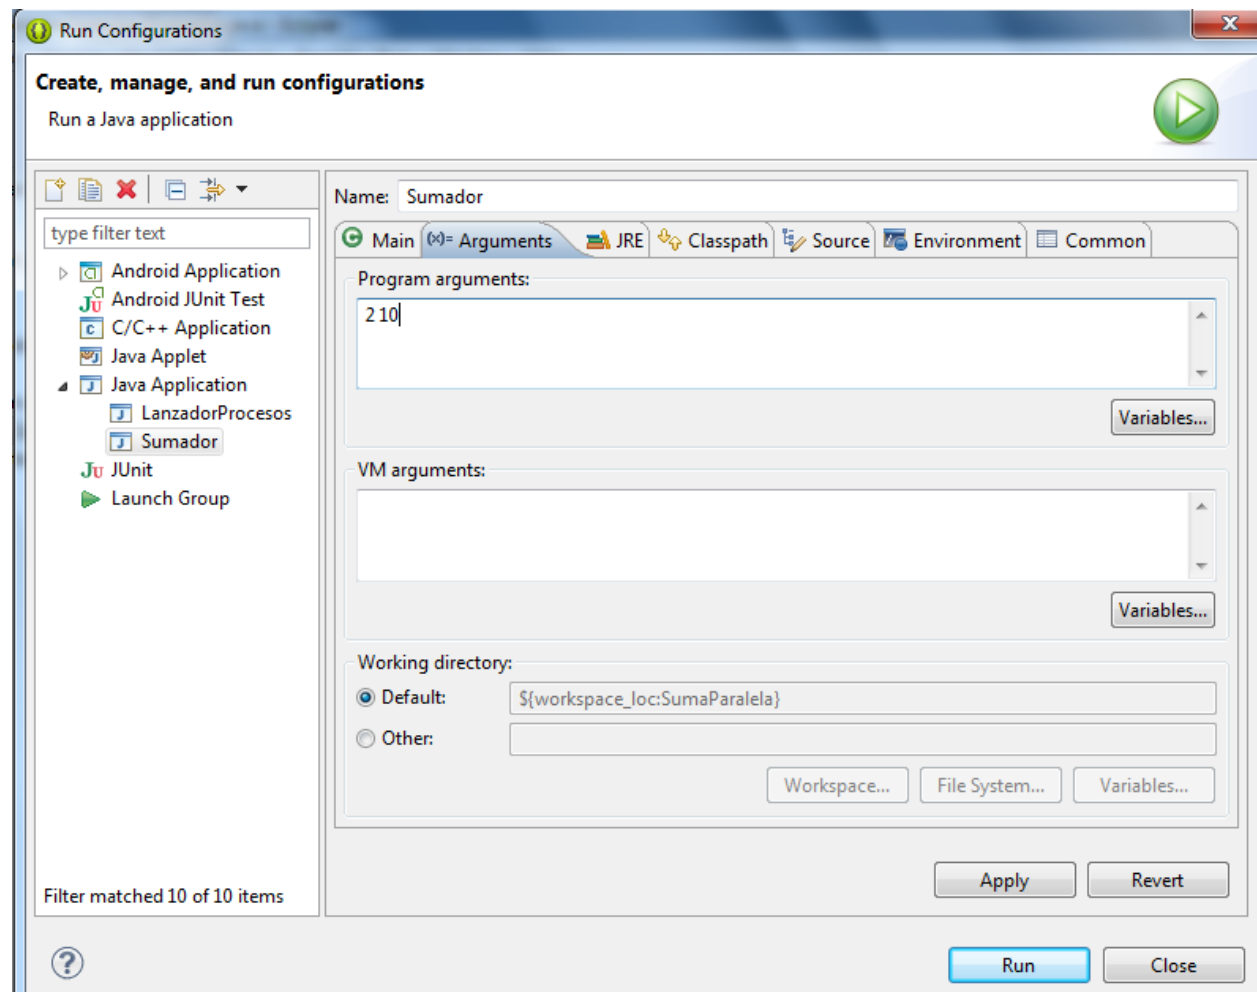 Run Configurations
Create, manage, and run configurations
Run a Java application
type filter text
Android Application
Android JUnit Test
C/C++ Application
Java Applet
Java Application
LanzadorProcesos
Sumador
JUnit
Launch Group
Filter matched 10 of 10 items
Name: Sumador
Main (x)= Arguments JRE Classpath Source Environment Common
Program arguments:
2 10
Variables...
VM arguments:
Variables...
Working directory:
Default: ${workspace_loc:SumaParalela}
Other:
Workspace... File System... Variables...
Apply Revert
Run Close